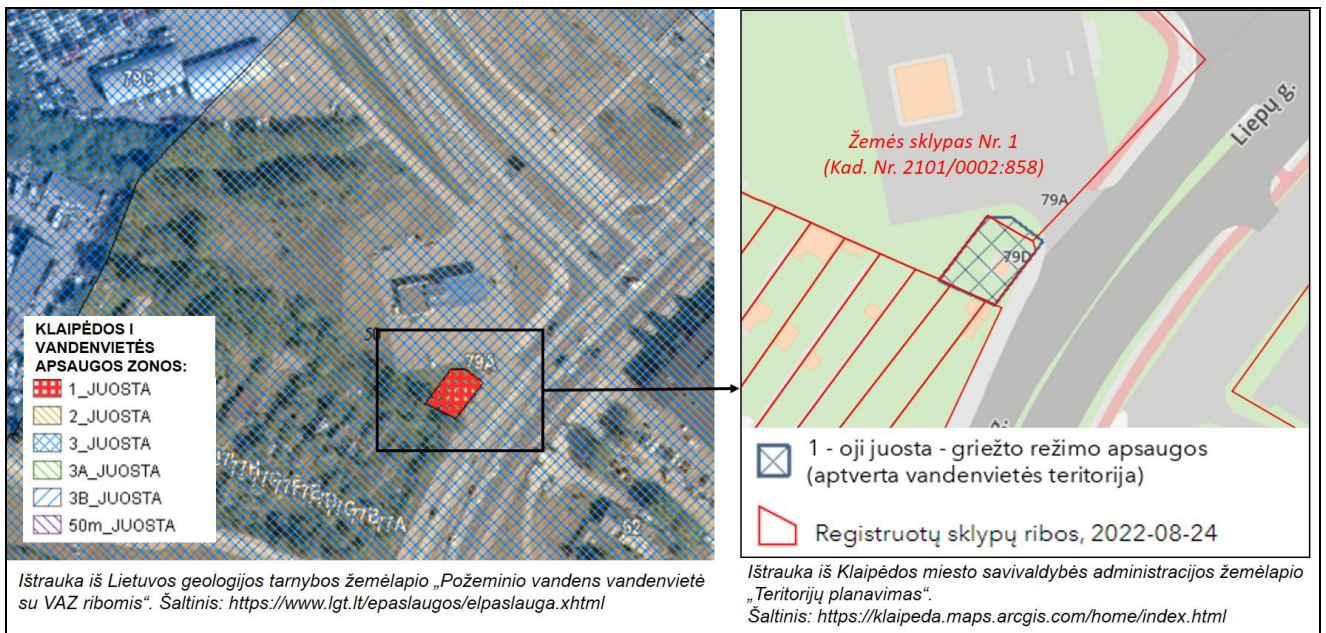 79C
50
79A
62
KLAIPĖDOS I
VANDENVIETĖS
APSAUGOS ZONOS:
1_JUOSTA
2_JUOSTA
3_JUOSTA
3A_JUOSTA
3B_JUOSTA
50m_JUOSTA
Ištrauka iš Lietuvos geologijos tarnybos žemėlapio „Požeminio vandens vandenvietė
su VAZ ribomis“. Šaltinis: https://www.lgt.lt/epaslaugos/elpaslauga.xhtml
Liepų g.
Žemės sklypas Nr. 1
(Kad. Nr. 2101/0002:858)
79A
79D
1 - oji juosta - griežto režimo apsaugos
(aptverta vandenvietės teritorija)
Registruotų sklypų ribos, 2022-08-24
Ištrauka iš Klaipėdos miesto savivaldybės administracijos žemėlapio
„Teritorijų planavimas“.
Šaltinis: https://klaipeda.maps.arcgis.com/home/index.html